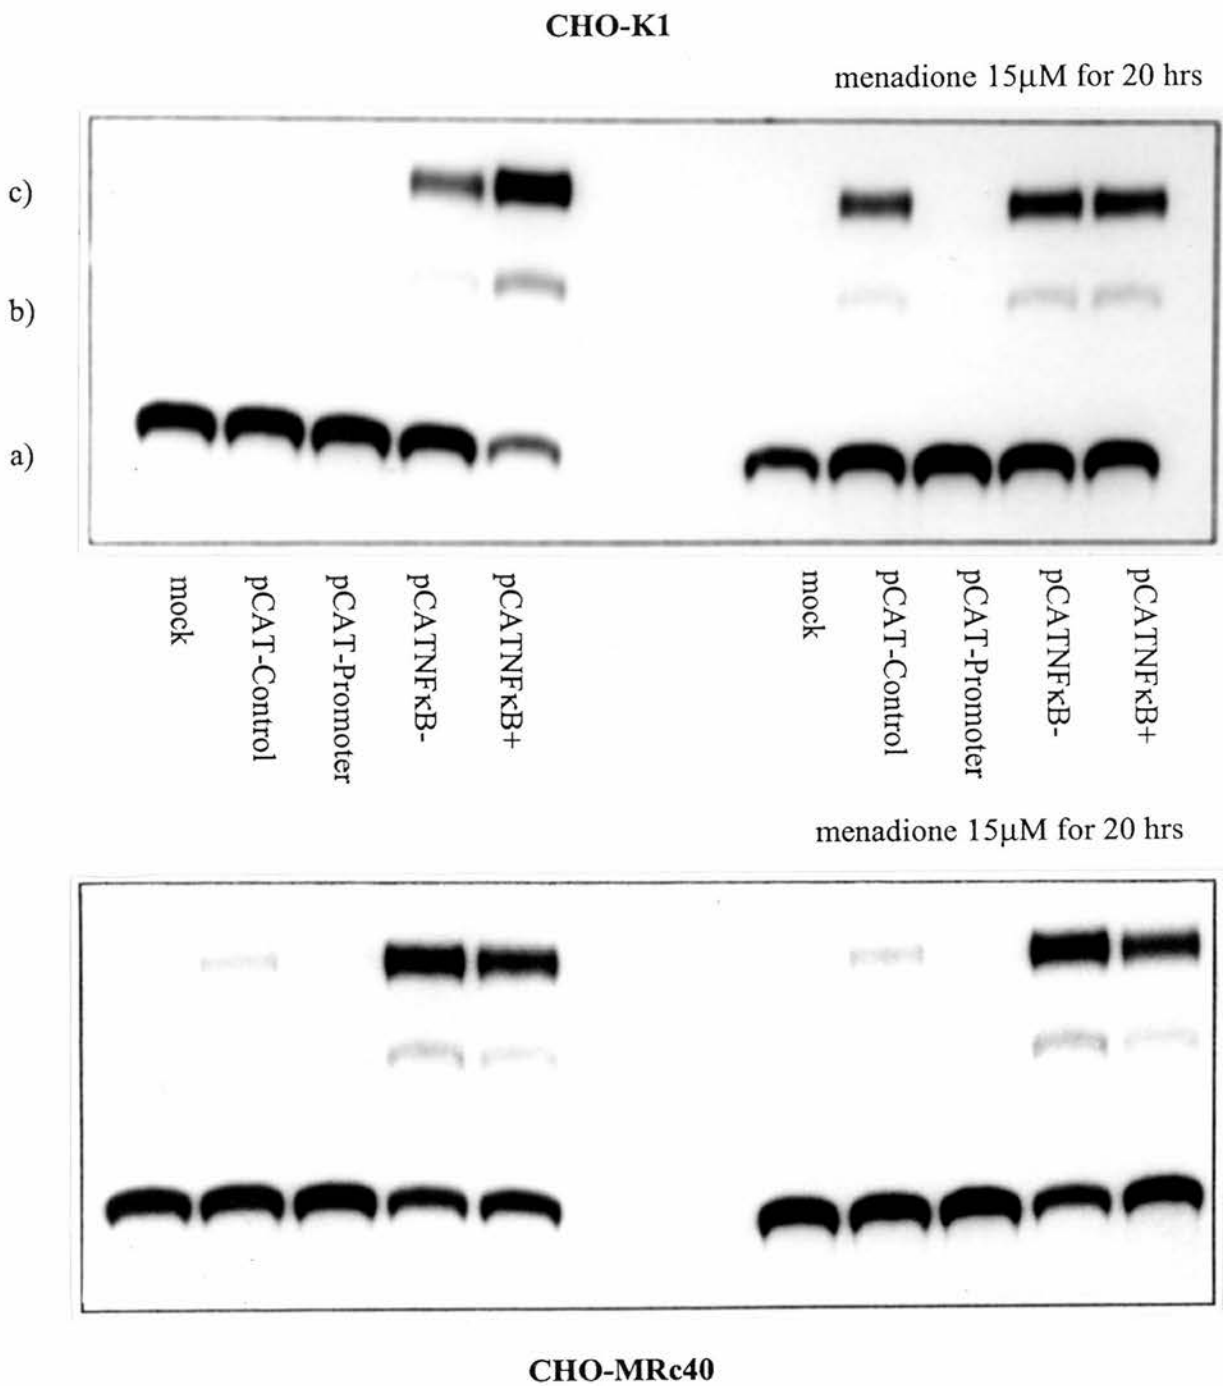 CHO-K1
menadione 15μM for 20 hrs
c)
b)
a)
mock
pCAT-Control
pCAT-Promoter
pCATNFκB-
pCATNFκB+
mock
pCAT-Control
pCAT-Promoter
pCATNFκB-
pCATNFκB+
menadione 15μM for 20 hrs
CHO-MRc40